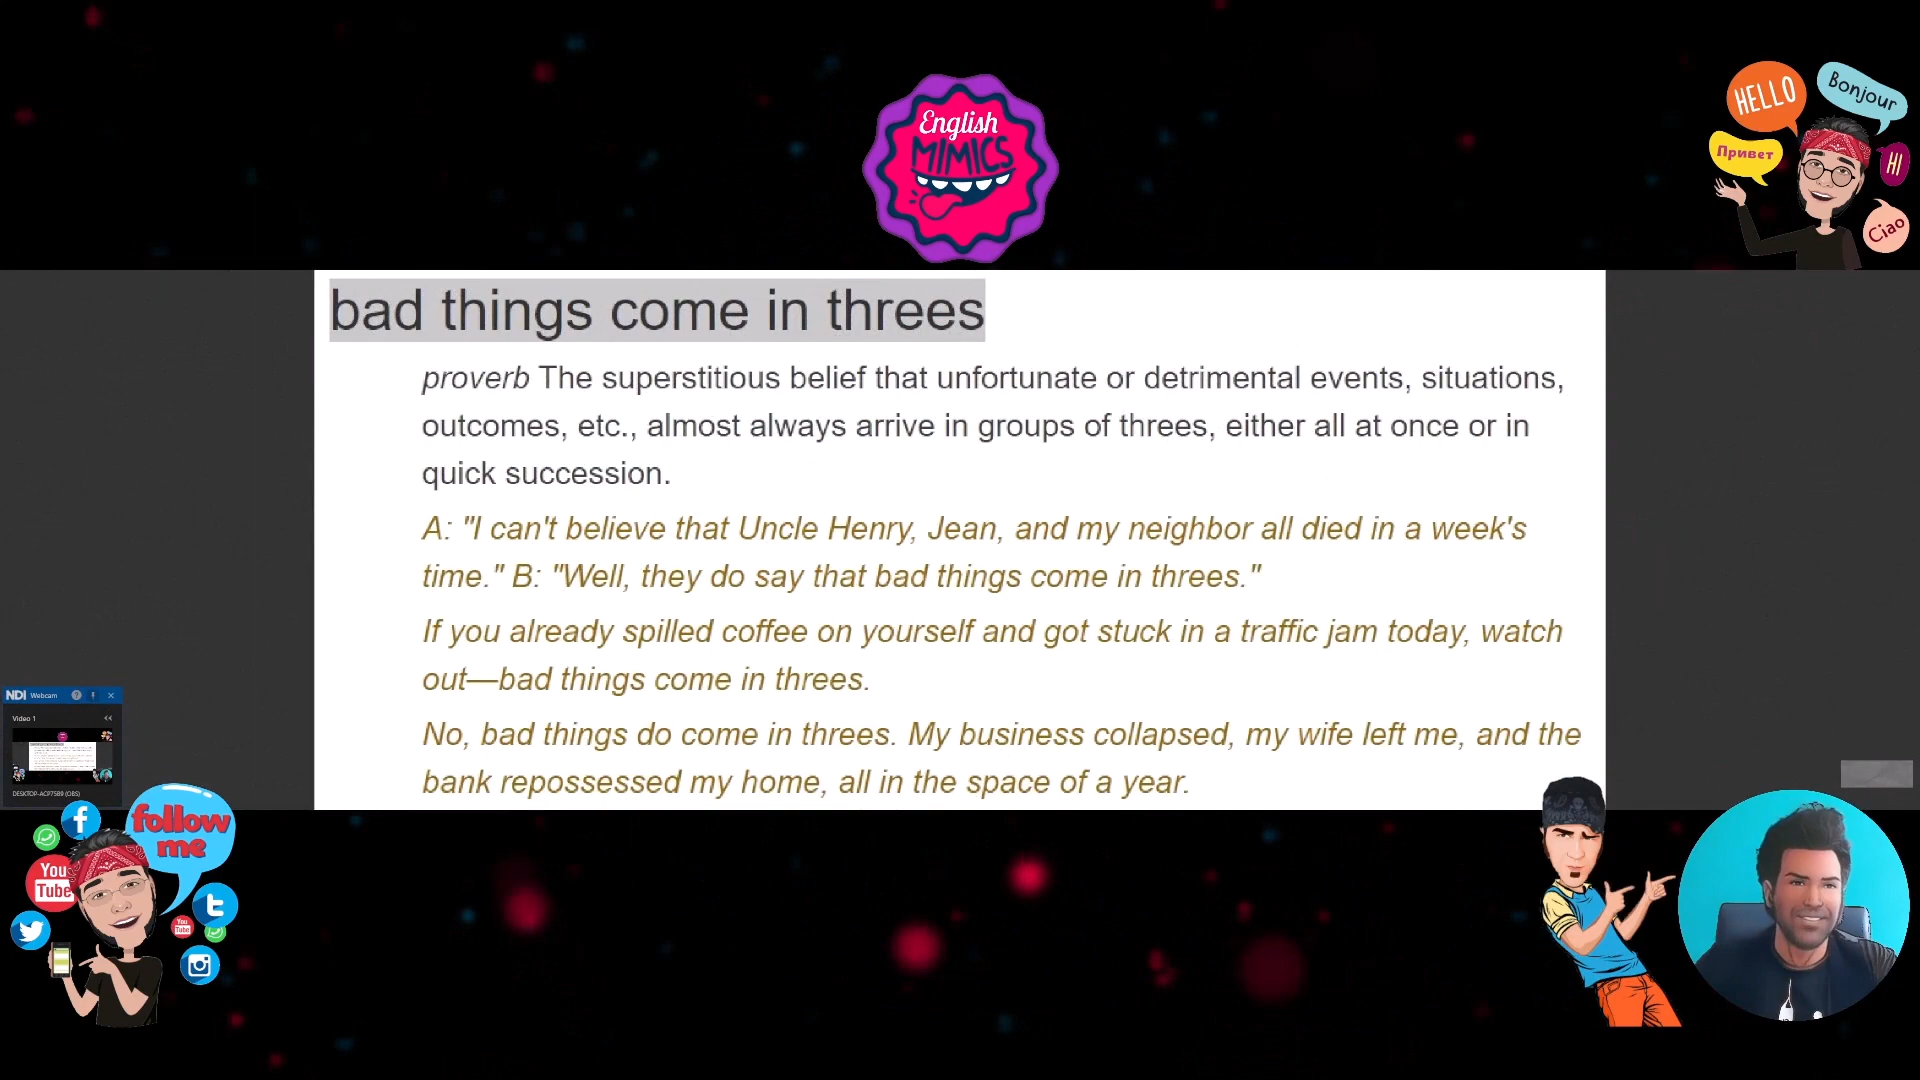 English
MIMICS
HELLO
Bonjour
Привет
HI
Ciao
bad things come in threes
proverb The superstitious belief that unfortunate or detrimental events, situations,
outcomes, etc., almost always arrive in groups of threes, either all at once or in
quick succession.
A: "I can't believe that Uncle Henry, Jean, and my neighbor all died in a week's
time." B: "Well, they do say that bad things come in threes."
If you already spilled coffee on yourself and got stuck in a traffic jam today, watch
out—bad things come in threes.
No, bad things do come in threes. My business collapsed, my wife left me, and the
bank repossessed my home, all in the space of a year.
NDI Webcam
Video 1
DESKTOP-ACP75B9 (OBS)
follow
me
You
Tube
You
Tube